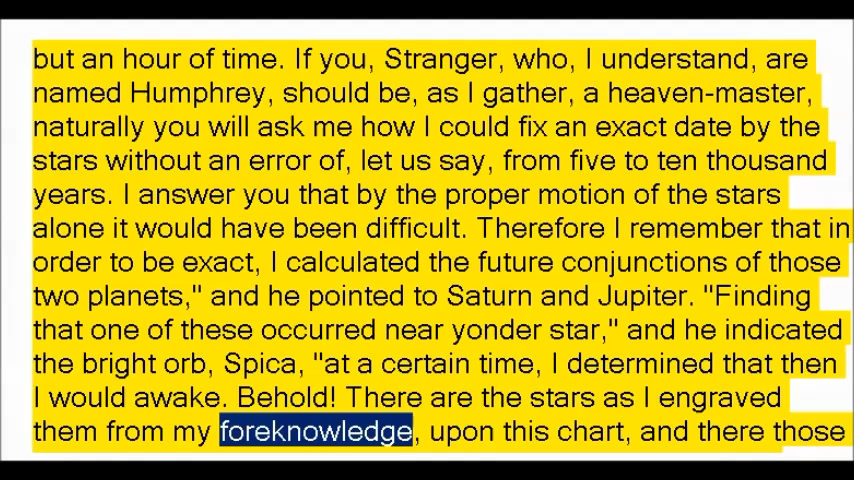 but an hour of time. If you, Stranger, who, I understand, are
named Humphrey, should be, as I gather, a heaven-master,
naturally you will ask me how I could fix an exact date by the
stars without an error of, let us say, from five to ten thousand
years. I answer you that by the proper motion of the stars
alone it would have been difficult. Therefore I remember that in
order to be exact, I calculated the future conjunctions of those
two planets," and he pointed to Saturn and Jupiter. "Finding
that one of these occurred near yonder star," and he indicated
the bright orb, Spica, "at a certain time, I determined that then
I would awake. Behold! There are the stars as I engraved
them from my foreknowledge, upon this chart, and there those